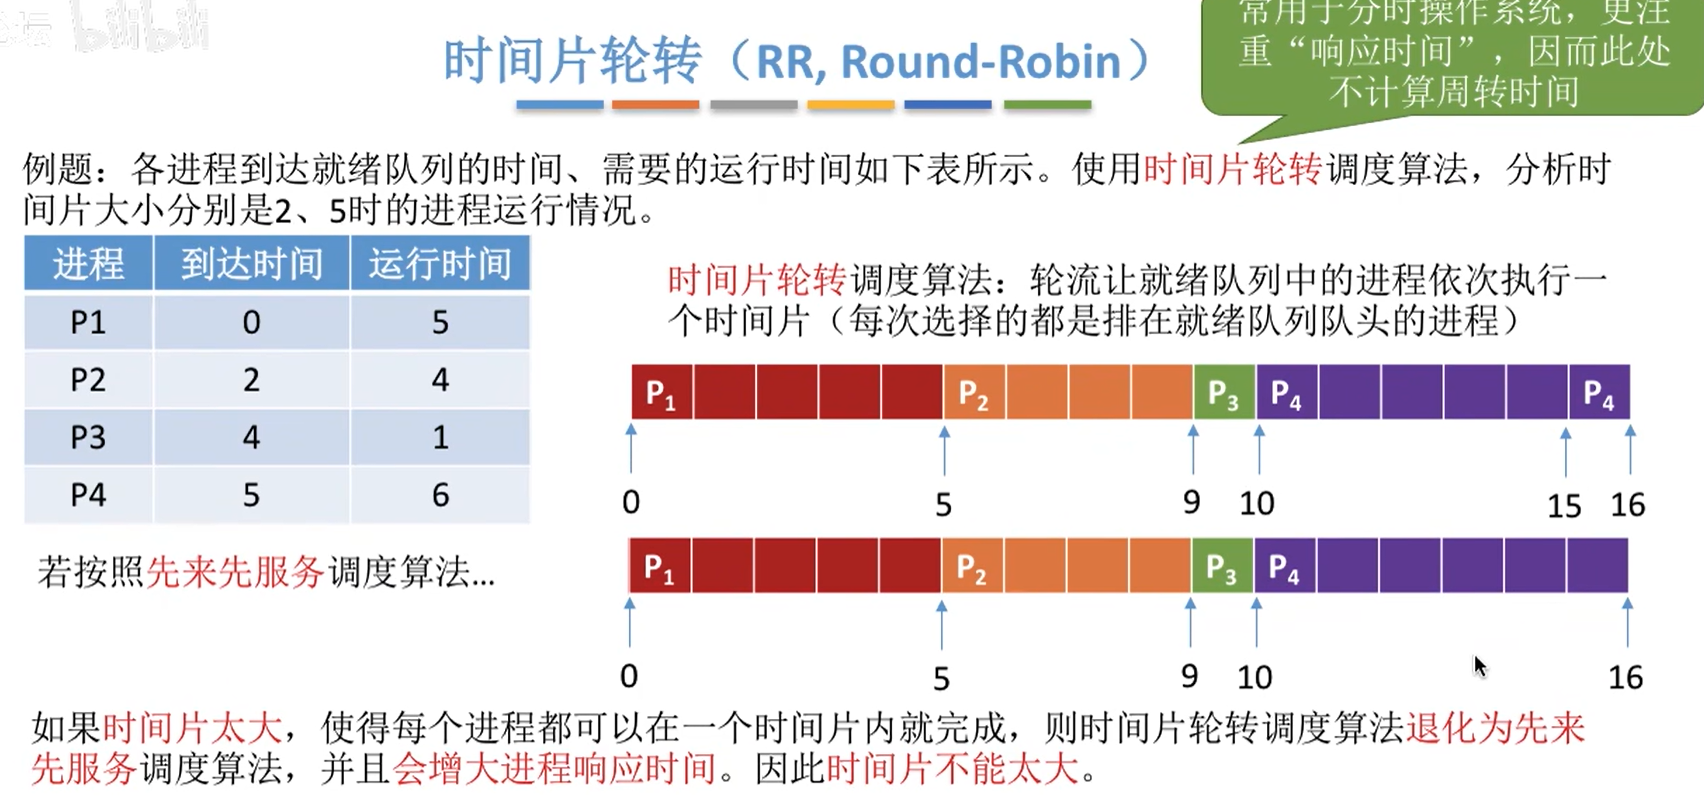 bilibili
常用于分时操作系统，更注
重“响应时间”，因而此处
不计算周转时间
时间片轮转（RR, Round-Robin）
例题：各进程到达就绪队列的时间、需要的运行时间如下表所示。使用时间片轮转调度算法，分析时
间片大小分别是2、5时的进程运行情况。
进程 到达时间 运行时间
P1 0 5
P2 2 4
P3 4 1
P4 5 6
时间片轮转调度算法：轮流让就绪队列中的进程依次执行一
个时间片（每次选择的都是排在就绪队列队头的进程）
P1 P2 P3 P4 P4
0 5 9 10 15 16
若按照先来先服务调度算法...
P1 P2 P3 P4
0 5 9 10 16
如果时间片太大，使得每个进程都可以在一个时间片内就完成，则时间片轮转调度算法退化为先来
先服务调度算法，并且会增大进程响应时间。因此时间片不能太大。